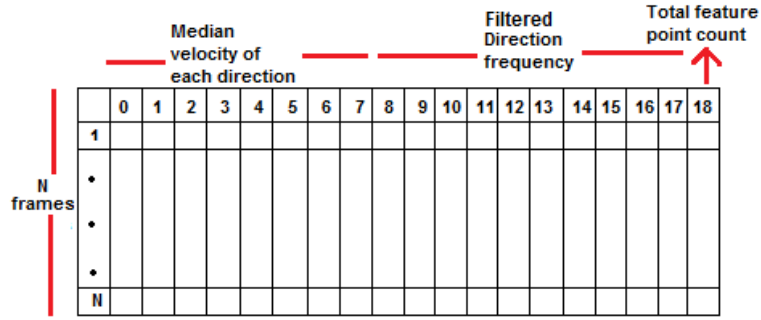 Median
velocity of
each direction
Filtered
Direction
frequency
Total feature
point count
0 1 2 3 4 5 6 7 8 9 10 11 12 13 14 15 16 17 18
1
N
frames
N